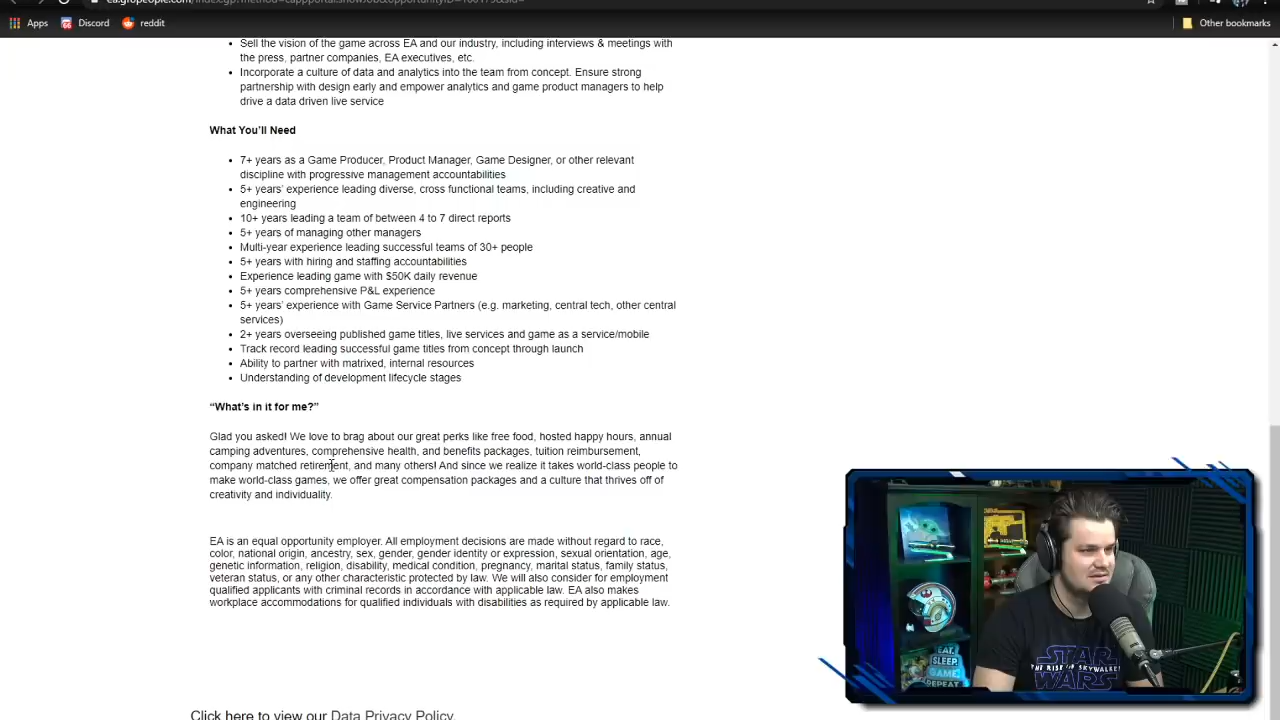 Apps
Discord
reddit
Other bookmarks
Sell the vision of the game across EA and our industry, including interviews & meetings with
the press, partner companies, EA executives, etc.
Incorporate a culture of data and analytics into the team from concept. Ensure strong
partnership with design early and empower analytics and game product managers to help
drive a data driven live service
What You'll Need
7+ years as a Game Producer, Product Manager, Game Designer, or other relevant
discipline with progressive management accountabilities
5+ years' experience leading diverse, cross functional teams, including creative and
engineering
10+ years leading a team of between 4 to 7 direct reports
5+ years of managing other managers
Multi-year experience leading successful teams of 30+ people
5+ years with hiring and staffing accountabilities
Experience leading game with $50K daily revenue
5+ years comprehensive P&L experience
5+ years' experience with Game Service Partners (e.g. marketing, central tech, other central
services)
2+ years overseeing published game titles, live services and game as a service/mobile
Track record leading successful game titles from concept through launch
Ability to partner with matrixed, internal resources
Understanding of development lifecycle stages
“What's in it for me?”
Glad you asked! We love to brag about our great perks like free food, hosted happy hours, annual
camping adventures, comprehensive health, and benefits packages, tuition reimbursement,
company matched retirement, and many others! And since we realize it takes world-class people to
make world-class games, we offer great compensation packages and a culture that thrives off of
creativity and individuality.
EA is an equal opportunity employer. All employment decisions are made without regard to race,
color, national origin, ancestry, sex, gender, gender identity or expression, sexual orientation, age,
genetic information, religion, disability, medical condition, pregnancy, marital status, family status,
veteran status, or any other characteristic protected by law. We will also consider for employment
qualified applicants with criminal records in accordance with applicable law. EA also makes
workplace accommodations for qualified individuals with disabilities as required by applicable law.
Click here to view our Data Privacy Policy.
EAT.
SLEEP.
GAME.
REPEAT
STAR
THE RISE OF SKYWALKER
WARS